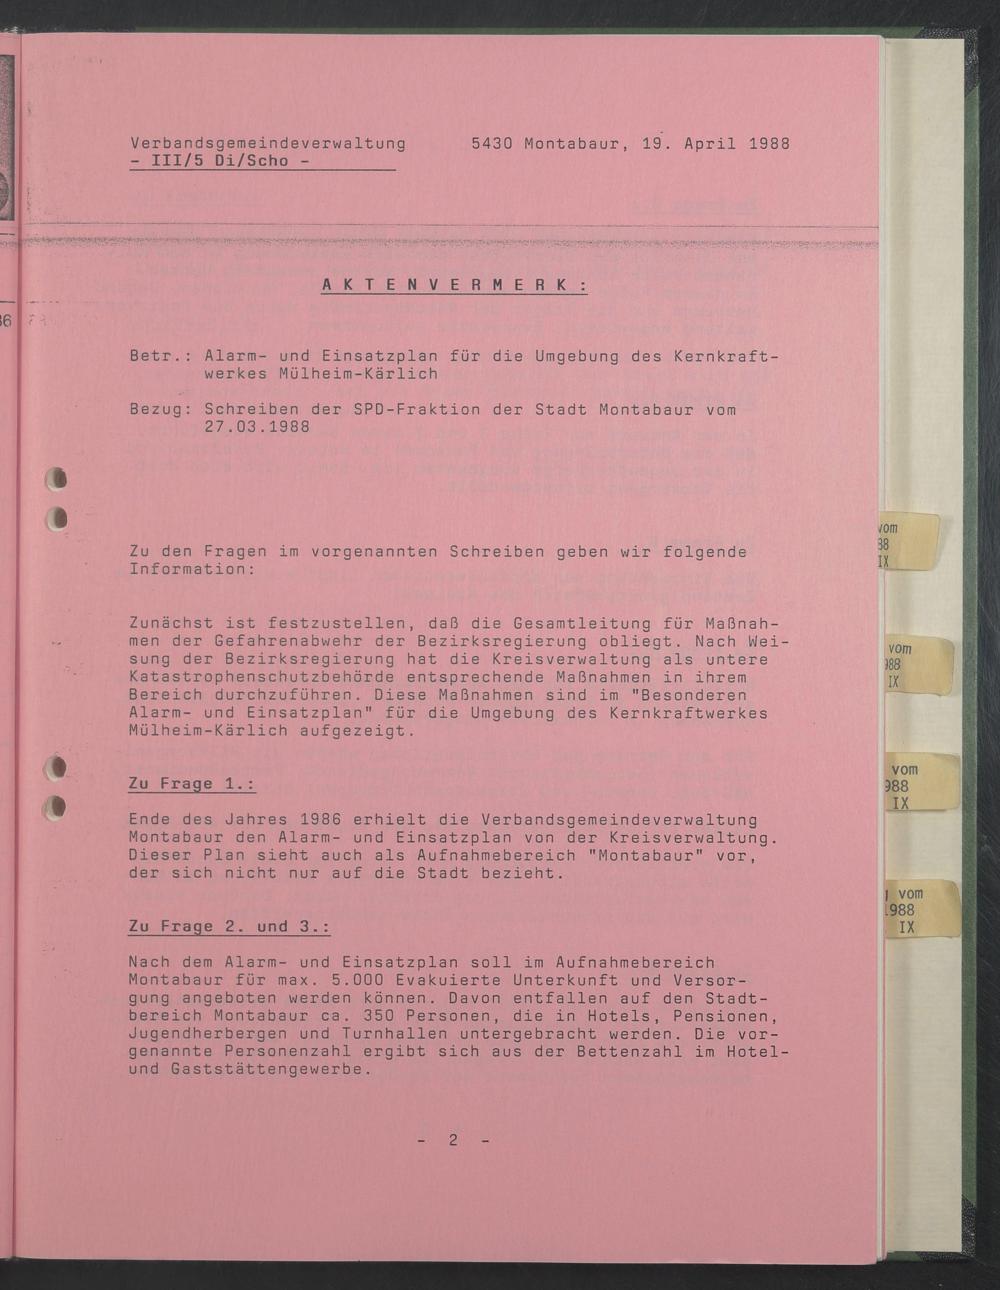 Verbandsgemeindeverwaltung 5430 Montabaur, 19. April 1988
- III/5 Di/Scho -
AKTENVERMERK:
Betr.: Alarm- und Einsatzplan für die Umgebung des Kernkraft-
werkes Mülheim-Kärlich
Bezug: Schreiben der SPD-Fraktion der Stadt Montabaur vom
27.03.1988
Zu den Fragen im vorgenannten Schreiben geben wir folgende
Information:
Zunächst ist festzustellen, daß die Gesamtleitung für Maßnah-
men der Gefahrenabwehr der Bezirksregierung obliegt. Nach Wei-
sung der Bezirksregierung hat die Kreisverwaltung als untere
Katastrophenschutzbehörde entsprechende Maßnahmen in ihrem
Bereich durchzuführen. Diese Maßnahmen sind im "Besonderen
Alarm- und Einsatzplan" für die Umgebung des Kernkraftwerkes
Mülheim-Kärlich aufgezeigt.
Zu Frage 1.:
Ende des Jahres 1986 erhielt die Verbandsgemeindeverwaltung
Montabaur den Alarm- und Einsatzplan von der Kreisverwaltung.
Dieser Plan sieht auch als Aufnahmebereich "Montabaur" vor,
der sich nicht nur auf die Stadt bezieht.
Zu Frage 2. und 3.:
Nach dem Alarm- und Einsatzplan soll im Aufnahmebereich
Montabaur für max. 5.000 Evakuierte Unterkunft und Versor-
gung angeboten werden können. Davon entfallen auf den Stadt-
bereich Montabaur ca. 350 Personen, die in Hotels, Pensionen,
Jugendherbergen und Turnhallen untergebracht werden. Die vor-
genannte Personenzahl ergibt sich aus der Bettenzahl im Hotel-
und Gaststättengewerbe.
- 2 -
vom
88
IX
vom
988
IX
vom
988
IX
vom
1988
IX